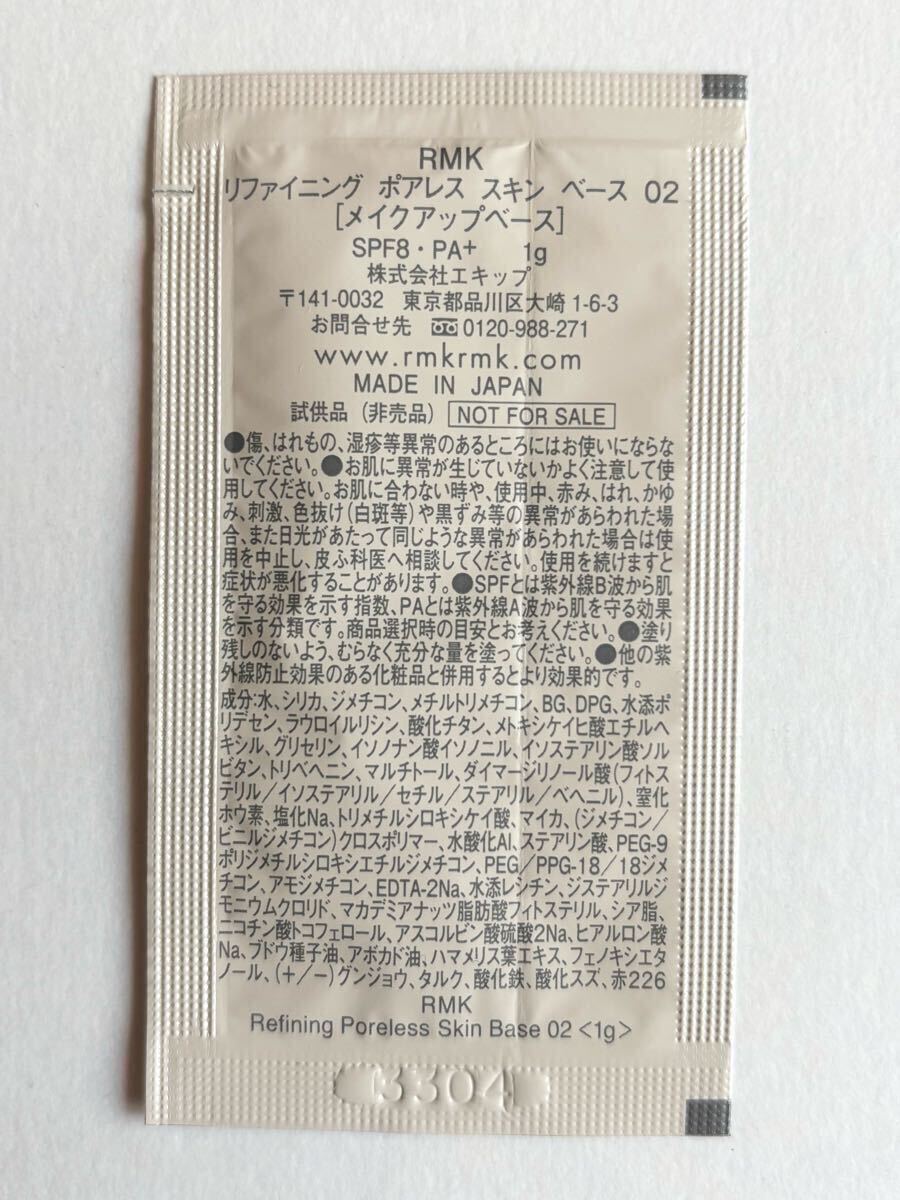 RMK
リファイニング ポアレス スキン ベース 02
[メイクアップベース]
SPF8・PA+ 1g
株式会社エキップ
〒141-0032 東京都品川区大崎 1-6-3
お問合せ先 0120-988-271
www.rmkrmk.com
MADE IN JAPAN
試供品 (非売品) NOT FOR SALE
●傷、はれもの、湿疹等異常のあるところにはお使いにならな
いでください。●お肌に異常が生じていないかよく注意して使
用してください。お肌に合わない時や、使用中、赤み、はれ、かゆ
み、刺激、色抜け(白斑等)や黒ずみ等の異常があらわれた場
合、また日光があたって同じような異常があらわれた場合は使
用を中止し、皮ふ科医へ相談してください。使用を続けますと
症状が悪化することがあります。●SPFとは紫外線B波から肌
を守る効果を示す指数、PAとは紫外線A波から肌を守る効果
を示す分類です。商品選択時の目安とお考えください。●塗り
残しのないよう、むらなく充分な量を塗ってください。●他の紫
外線防止効果のある化粧品と併用するとより効果的です。
成分:水、シリカ、ジメチコン、メチルトリメチコン、BG、DPG、水添ポ
リデセン、ラウロイルリシン、酸化チタン、メトキシケイヒ酸エチルヘ
キシル、グリセリン、イソノナン酸イソノニル、イソステアリン酸ソル
ビタン、トリベヘニン、マルチトール、ダイマージリノール酸(フィトス
テリル/イソステアリル/セチル/ステアリル/ベヘニル)、窒化
ホウ素、塩化Na、トリメチルシロキシケイ酸、マイカ、(ジメチコン/
ビニルジメチコン)クロスポリマー、水酸化Al、ステアリン酸、PEG-9
ポリジメチルシロキシエチルジメチコン、PEG/PPG-18/18ジメ
チコン、アモジメチコン、EDTA-2Na、水添レシチン、ジステアリルジ
モニウムクロリド、マカデミアナッツ脂肪酸フィトステリル、シア脂、
ニコチン酸トコフェロール、アスコルビン酸硫酸2Na、ヒアルロン酸
Na、ブドウ種子油、アボカド油、ハマメリス葉エキス、フェノキシエタ
ノール、(+/−)グンジョウ、タルク、酸化鉄、酸化スズ、赤226
RMK
Refining Poreless Skin Base 02 <1g>
3304